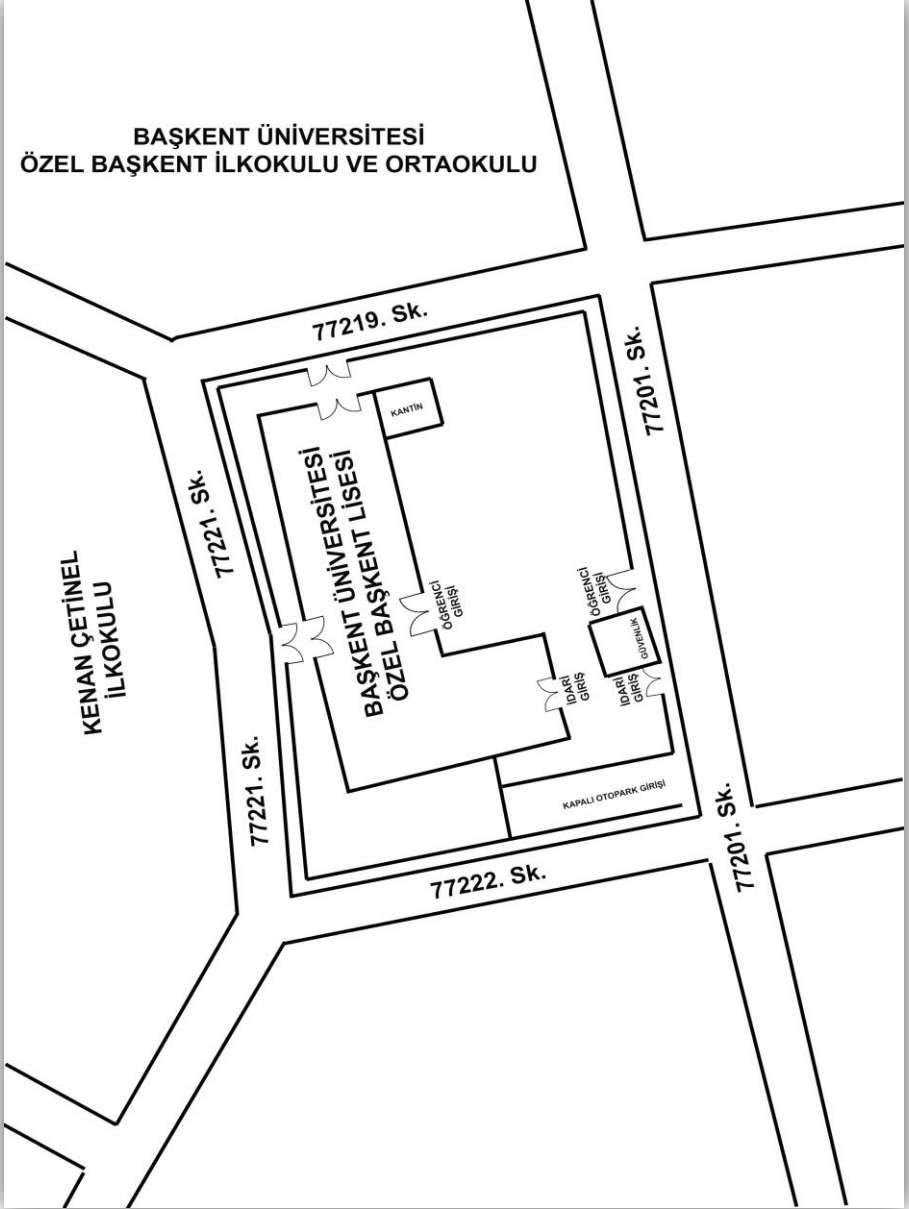 BAŞKENT ÜNİVERSİTESİ
ÖZEL BAŞKENT İLKOKULU VE ORTAOKULU
77219. Sk.
77201. Sk.
KANTİN
77221. Sk.
BAŞKENT ÜNİVERSİTESİ
ÖZEL BAŞKENT LİSESİ
KENAN ÇETİNEL
İLKOKULU
ÖĞRENCİ
GİRİŞİ
ÖĞRENCİ
GİRİŞİ
GÜVENLİK
İDARİ
GİRİŞ
İDARİ
GİRİŞ
77221. Sk.
KAPALI OTOPARK GİRİŞİ
77201. Sk.
77222. Sk.